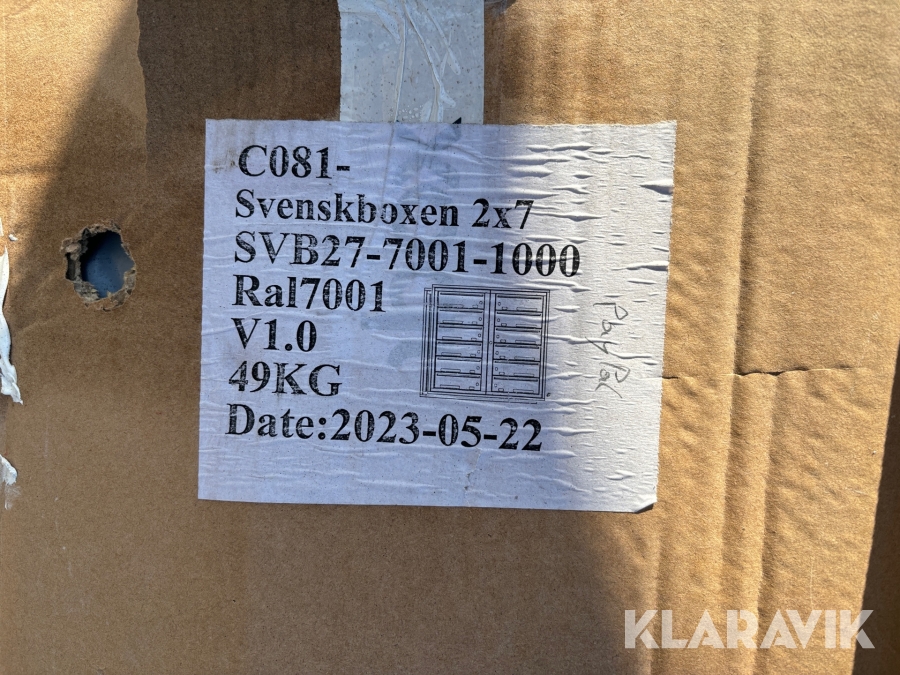 C081-
Svenskboxen 2x7
SVB27-7001-1000
Ral7001
V1.0
49KG
Date:2023-05-22
KLARAVIK